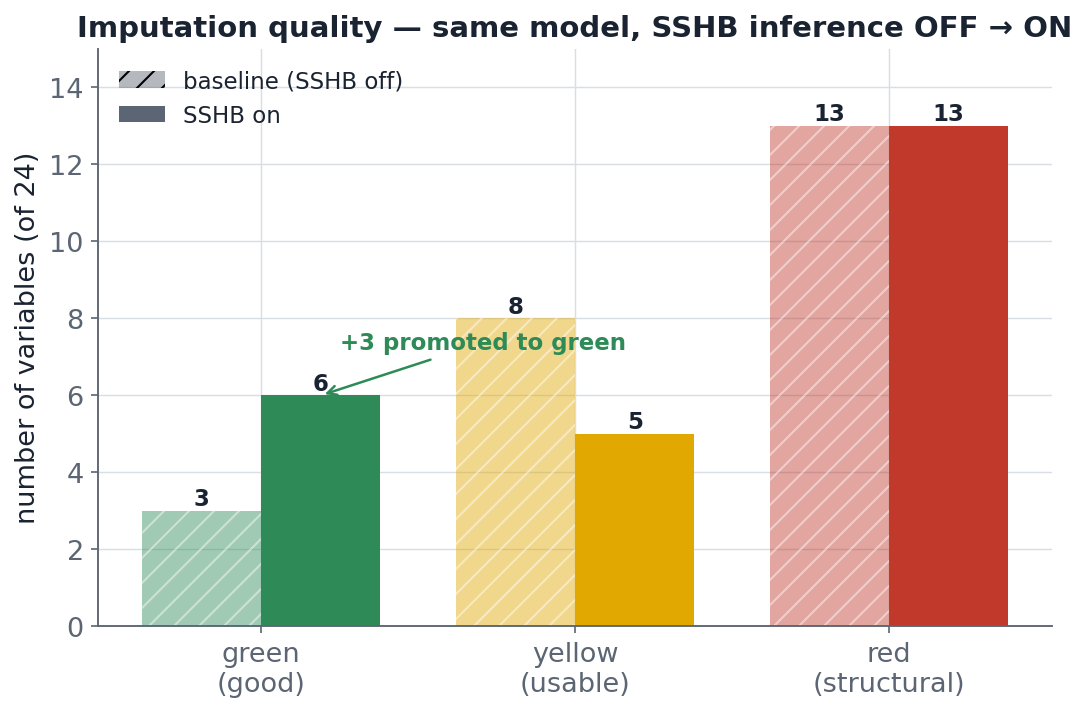 Imputation quality — same model, SSHB inference OFF → ON
baseline (SSHB off)
SSHB on
number of variables (of 24)
14
12
10
8
6
4
2
0
3
6
+3 promoted to green
8
5
13
13
green
(good)
yellow
(usable)
red
(structural)